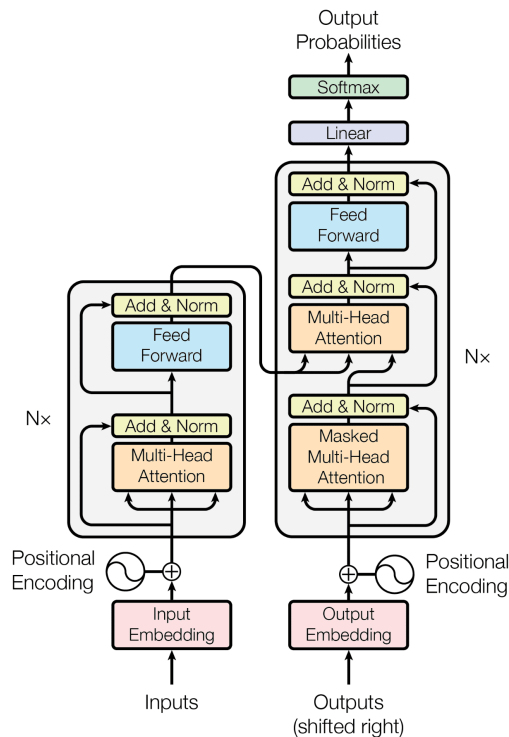 Output
Probabilities
Softmax
Linear
Add & Norm
Feed
Forward
Add & Norm
Multi-Head
Attention
Add & Norm
Masked
Multi-Head
Attention
N×
Add & Norm
Feed
Forward
Add & Norm
Multi-Head
Attention
N×
Positional
Encoding
Positional
Encoding
Input
Embedding
Output
Embedding
Inputs
Outputs
(shifted right)